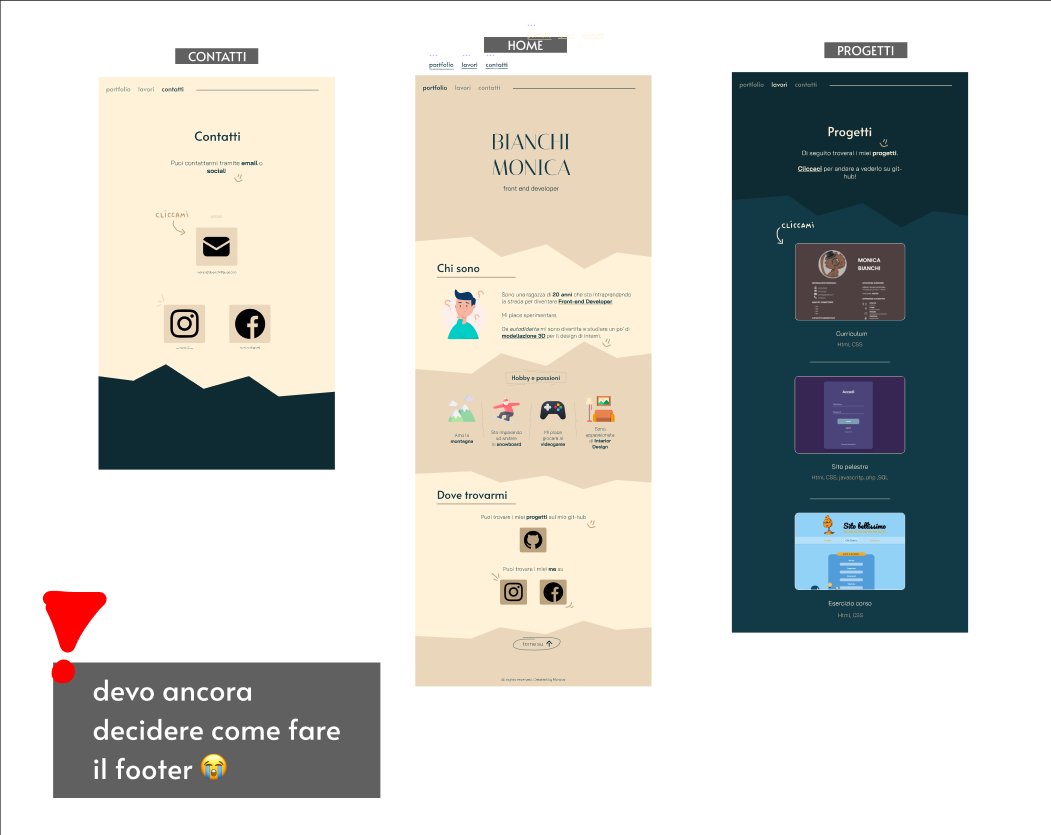 CONTATTI
portfolio lavori contatti
Contatti
Puoi contattarmi tramite email o
social!
CLICCAMI
HOME
portfolio lavori contatti
portfolio lavori contatti
BIANCHI
MONICA
front end developer
Chi sono
Sono una ragazza di 20 anni che sta intraprendendo
la strada per diventare Front-end Developer.
Mi piace sperimentare.
Da autodidatta mi sono divertita a studiare un po' di
modellazione 3D per il design di interni.
Hobby e passioni
Amo la
montagna
Sto imparando
ad andare
in snowboard
Mi piace
giocare ai
videogame
Sono
appassionata
di Interior
Design
Dove trovarmi
Puoi trovare i miei progetti sul mio git-hub
Puoi trovare i miei me su
torna su
All rights reserved. Created by Monica
PROGETTI
portfolio lavori contatti
Progetti
Di seguito troverai i miei progetti.
Cliccaci per andare a vederlo su git-
hub!
CLICCAMI
MONICA
BIANCHI
Curriculum
Html, CSS
Accedi
Sito palestra
Html, CSS, javascritp, php ,SQL
Sito bellissimo
Esercizio corso
Html, CSS
devo ancora
decidere come fare
il footer 😭